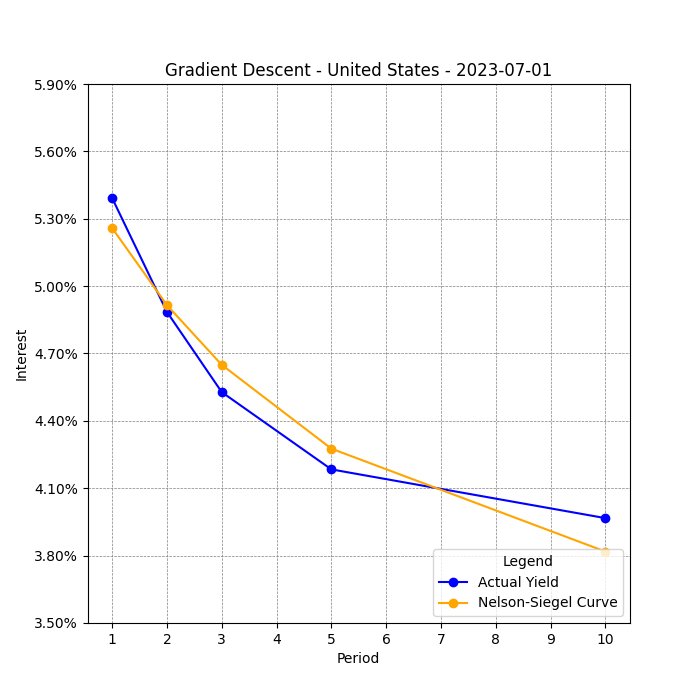 Gradient Descent - United States - 2023-07-01
5.90%
5.60%
5.30%
5.00%
4.70%
4.40%
4.10%
3.80%
3.50%
Interest
Legend
Actual Yield
Nelson-Siegel Curve
1 2 3 4 5 6 7 8 9 10
Period